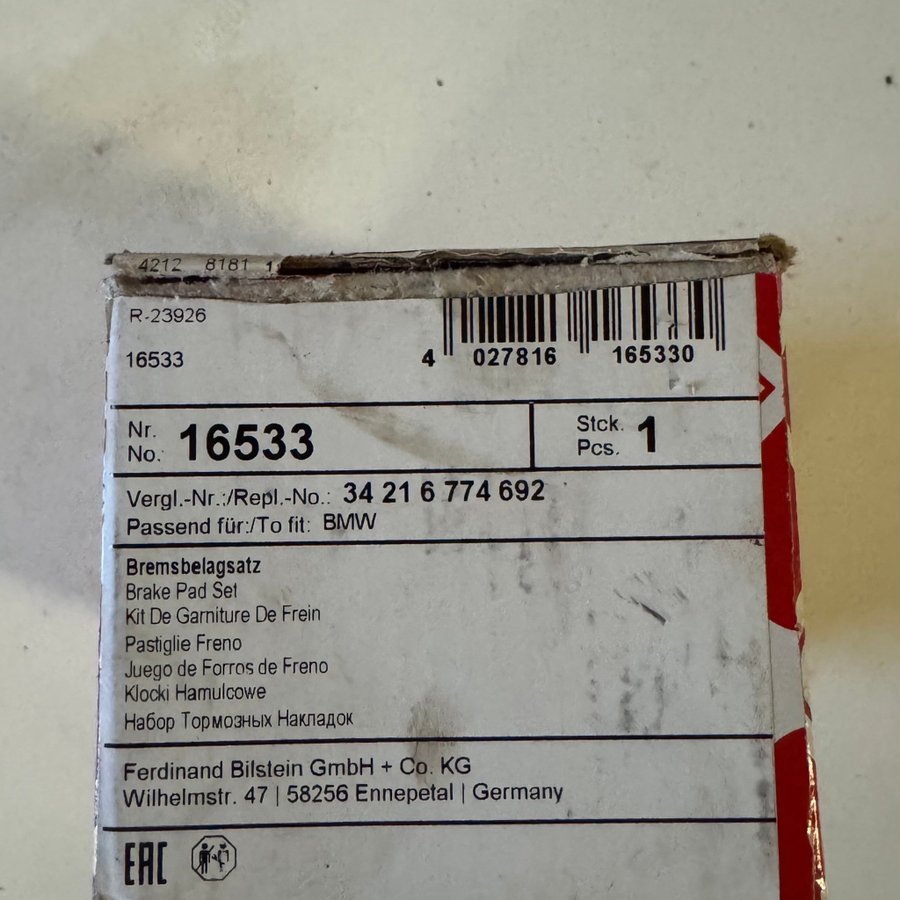 4212 8181 1
R-23926
16533
4 027816 165330
Nr.
No.: 16533
Stck.
Pcs. 1
Vergl.-Nr.:/Repl.-No.: 34 21 6 774 692
Passend für:/To fit: BMW
Bremsbelagsatz
Brake Pad Set
Kit De Garniture De Frein
Pastiglie Freno
Juego de Forros de Freno
Klocki Hamulcowe
Набор Тормозных Накладок
Ferdinand Bilstein GmbH + Co. KG
Wilhelmstr. 47 | 58256 Ennepetal | Germany
EAC